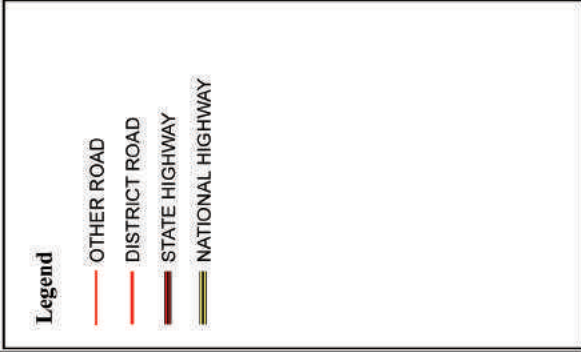 Legend
OTHER ROAD
DISTRICT ROAD
STATE HIGHWAY
NATIONAL HIGHWAY